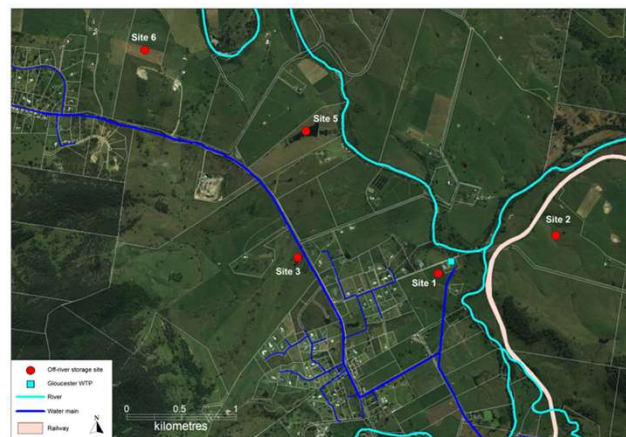 Site 6
Site 5
Site 2
Site 3
Site 1
Off-river storage site
Gloucester WTP
River
Water main
Railway
N
0 0.5 1
kilometres